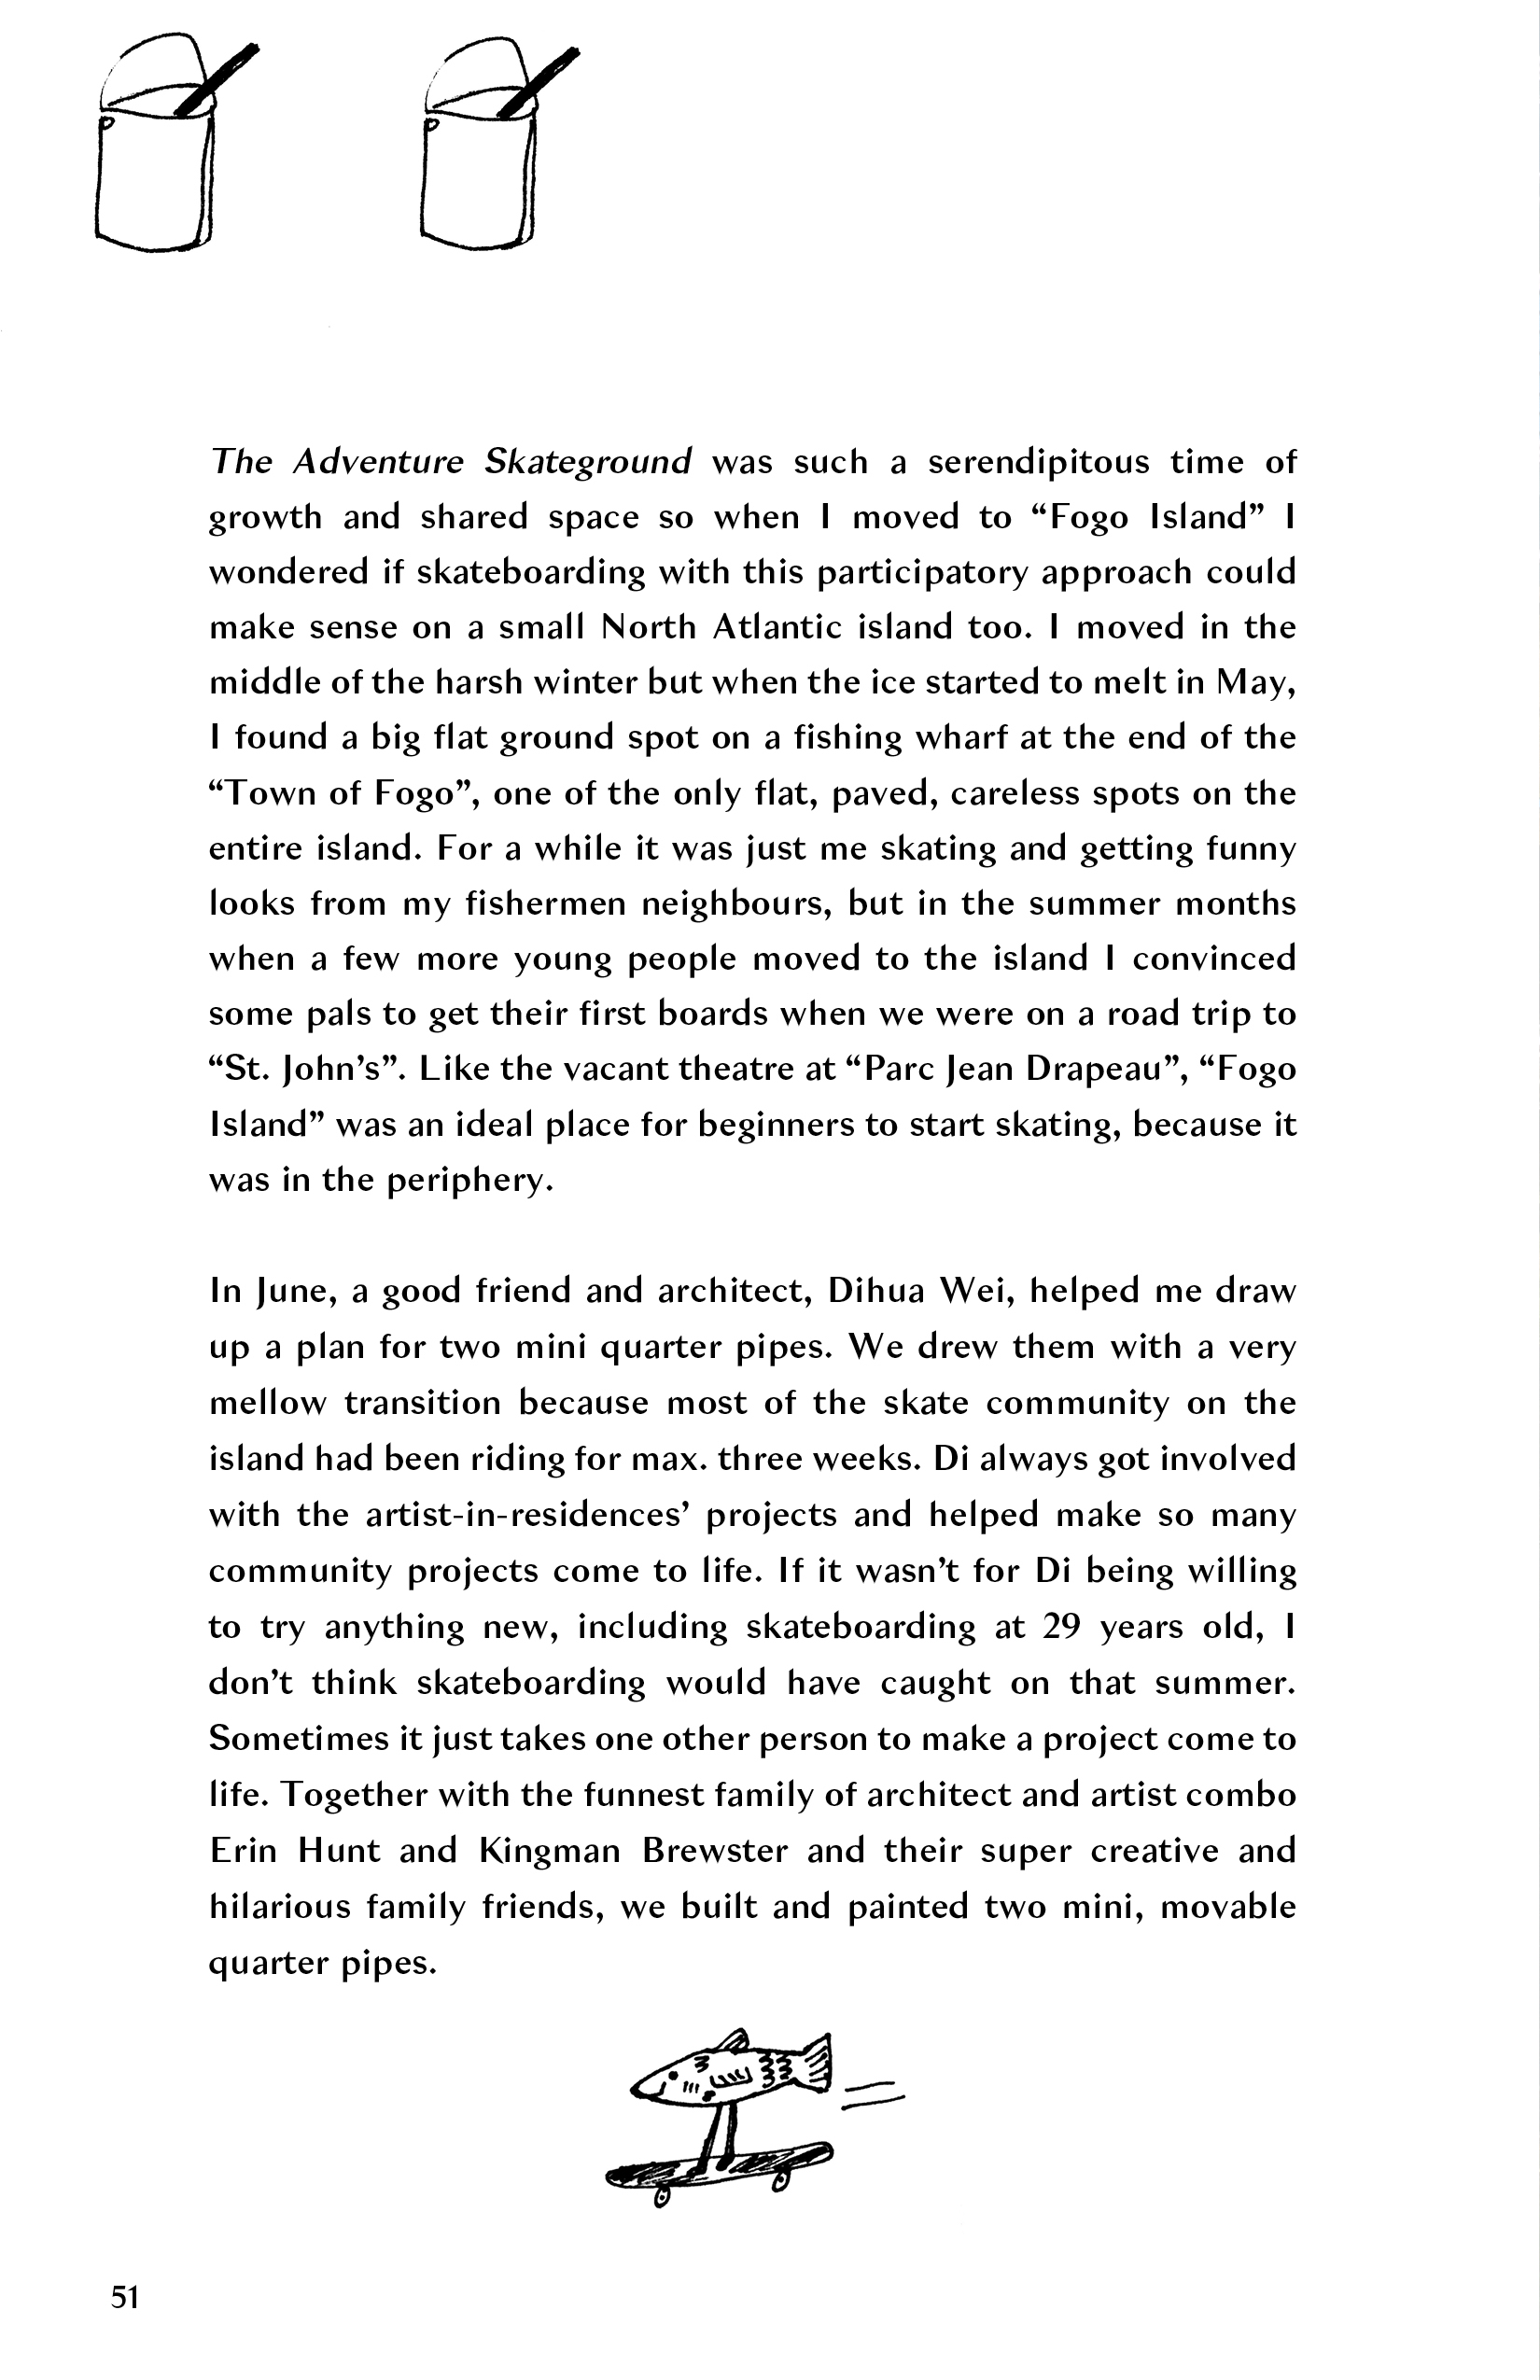 The Adventure Skateground was such a serendipitous time of
growth and shared space so when I moved to “Fogo Island” I
wondered if skateboarding with this participatory approach could
make sense on a small North Atlantic island too. I moved in the
middle of the harsh winter but when the ice started to melt in May,
I found a big flat ground spot on a fishing wharf at the end of the
“Town of Fogo”, one of the only flat, paved, careless spots on the
entire island. For a while it was just me skating and getting funny
looks from my fishermen neighbours, but in the summer months
when a few more young people moved to the island I convinced
some pals to get their first boards when we were on a road trip to
“St. John’s”. Like the vacant theatre at “Parc Jean Drapeau”, “Fogo
Island” was an ideal place for beginners to start skating, because it
was in the periphery.
In June, a good friend and architect, Dihua Wei, helped me draw
up a plan for two mini quarter pipes. We drew them with a very
mellow transition because most of the skate community on the
island had been riding for max. three weeks. Di always got involved
with the artist-in-residences’ projects and helped make so many
community projects come to life. If it wasn’t for Di being willing
to try anything new, including skateboarding at 29 years old, I
don’t think skateboarding would have caught on that summer.
Sometimes it just takes one other person to make a project come to
life. Together with the funnest family of architect and artist combo
Erin Hunt and Kingman Brewster and their super creative and
hilarious family friends, we built and painted two mini, movable
quarter pipes.
51